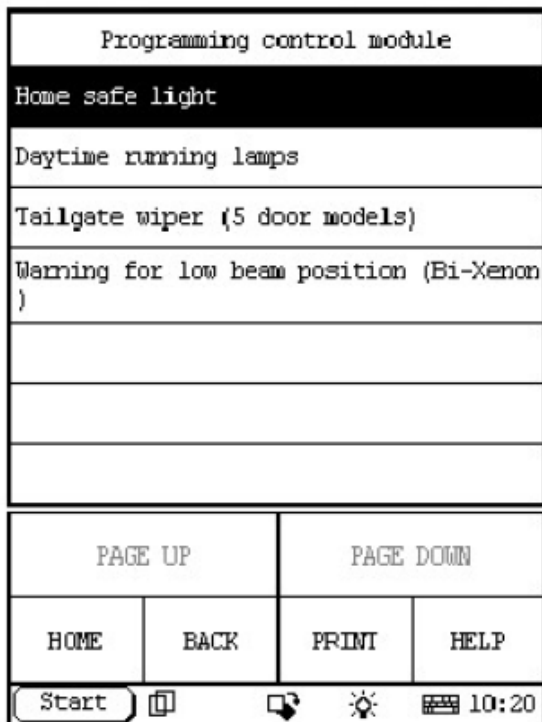 Programming control module
Home safe light
Daytime running lamps
Tailgate wiper (5 door models)
Warning for low beam position (Bi-Xenon
)
PAGE UP PAGE DOWN
HOME BACK PRINT HELP
Start 10:20